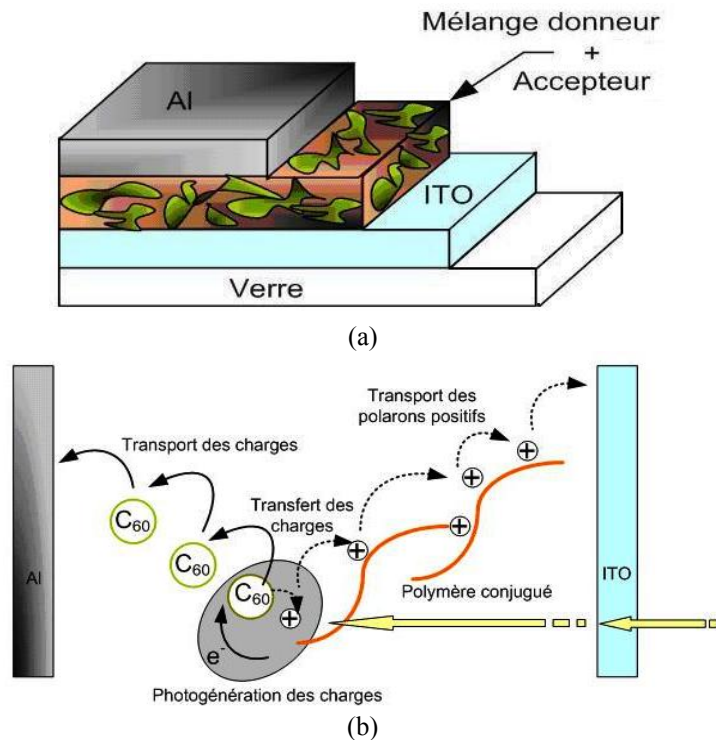 Mélange donneur
+
Accepteur
Al
ITO
Verre
(a)
Transport des
polarons positifs
Transport des charges
Transfert des
charges
C60
C60
C60
Al
ITO
Polymère conjugué
e-
Photogénération des charges
(b)